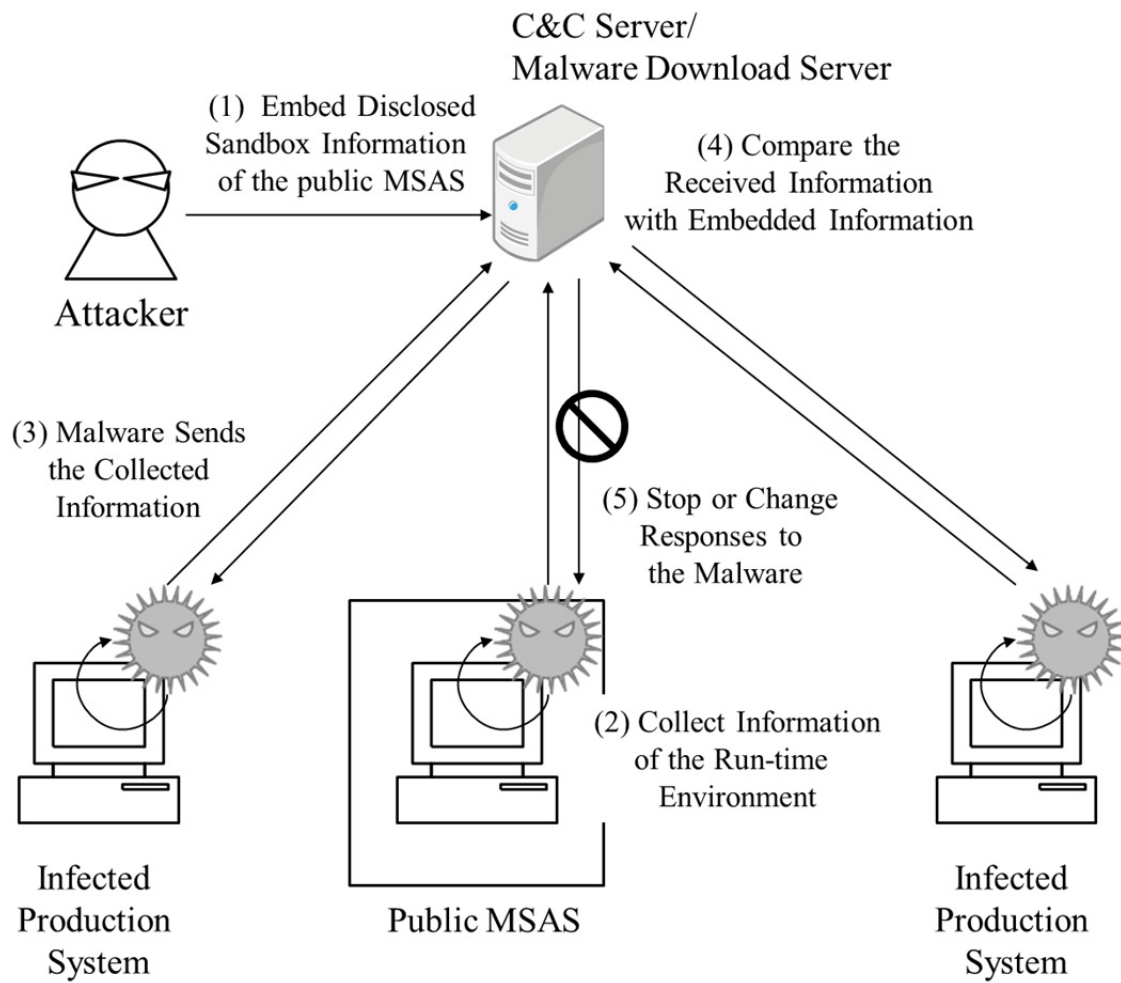 C&C Server/
Malware Download Server
(1) Embed Disclosed
Sandbox Information
of the public MSAS
(4) Compare the
Received Information
with Embedded Information
Attacker
(3) Malware Sends
the Collected
Information
(5) Stop or Change
Responses to
the Malware
(2) Collect Information
of the Run-time
Environment
Infected
Production
System
Public MSAS
Infected
Production
System